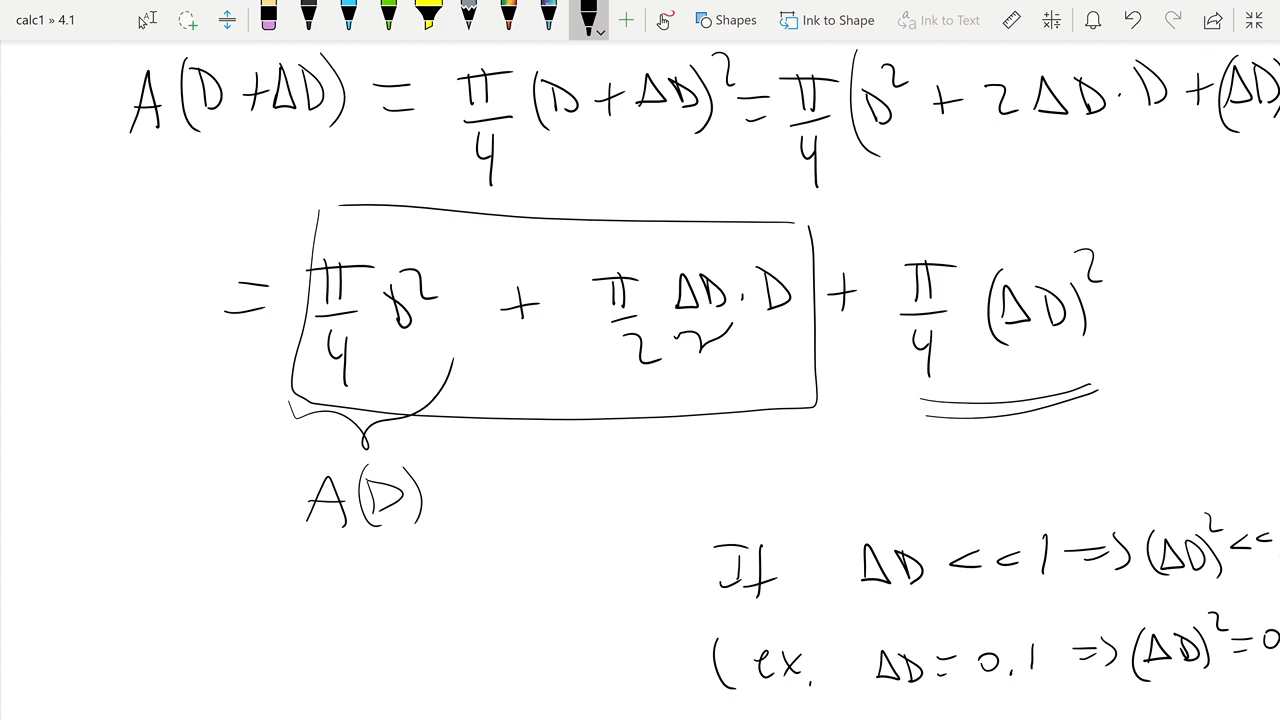 calc1 » 4.1 Shapes Ink to Shape Ink to Text
A(D+ΔD) = π/4 (D+ΔD)² = π/4 (D² + 2ΔD·D + (ΔD)
= π/4 D² + π/2 ΔD·D + π/4 (ΔD)²
A(D)
If ΔD << 1 => (ΔD)² <<
(ex. ΔD = 0.1 => (ΔD)² = 0